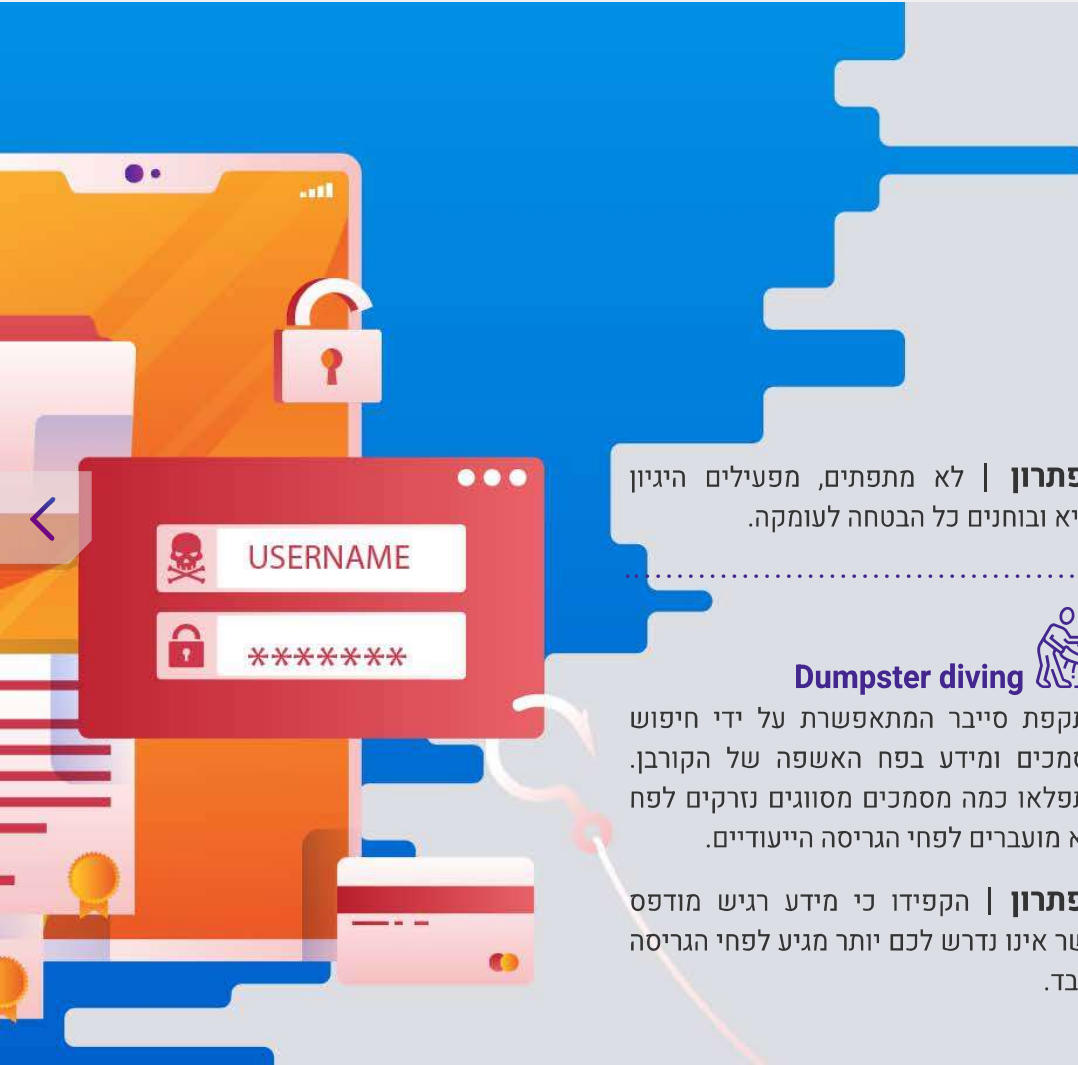 USERNAME
*******
פתרון | לא מתפתים, מפעילים היגיון
יא ובוחנים כל הבטחה לעומקה.
Dumpster diving
תקפת סייבר המתאפשרת על ידי חיפוש
סמכים ומידע בפח האשפה של הקורבן.
תפלאו כמה מסמכים מסווגים נזרקים לפח
א מועברים לפחי הגריסה הייעודיים.
פתרון | הקפידו כי מידע רגיש מודפס
שר אינו נדרש לכם יותר מגיע לפחי הגריסה
בד.